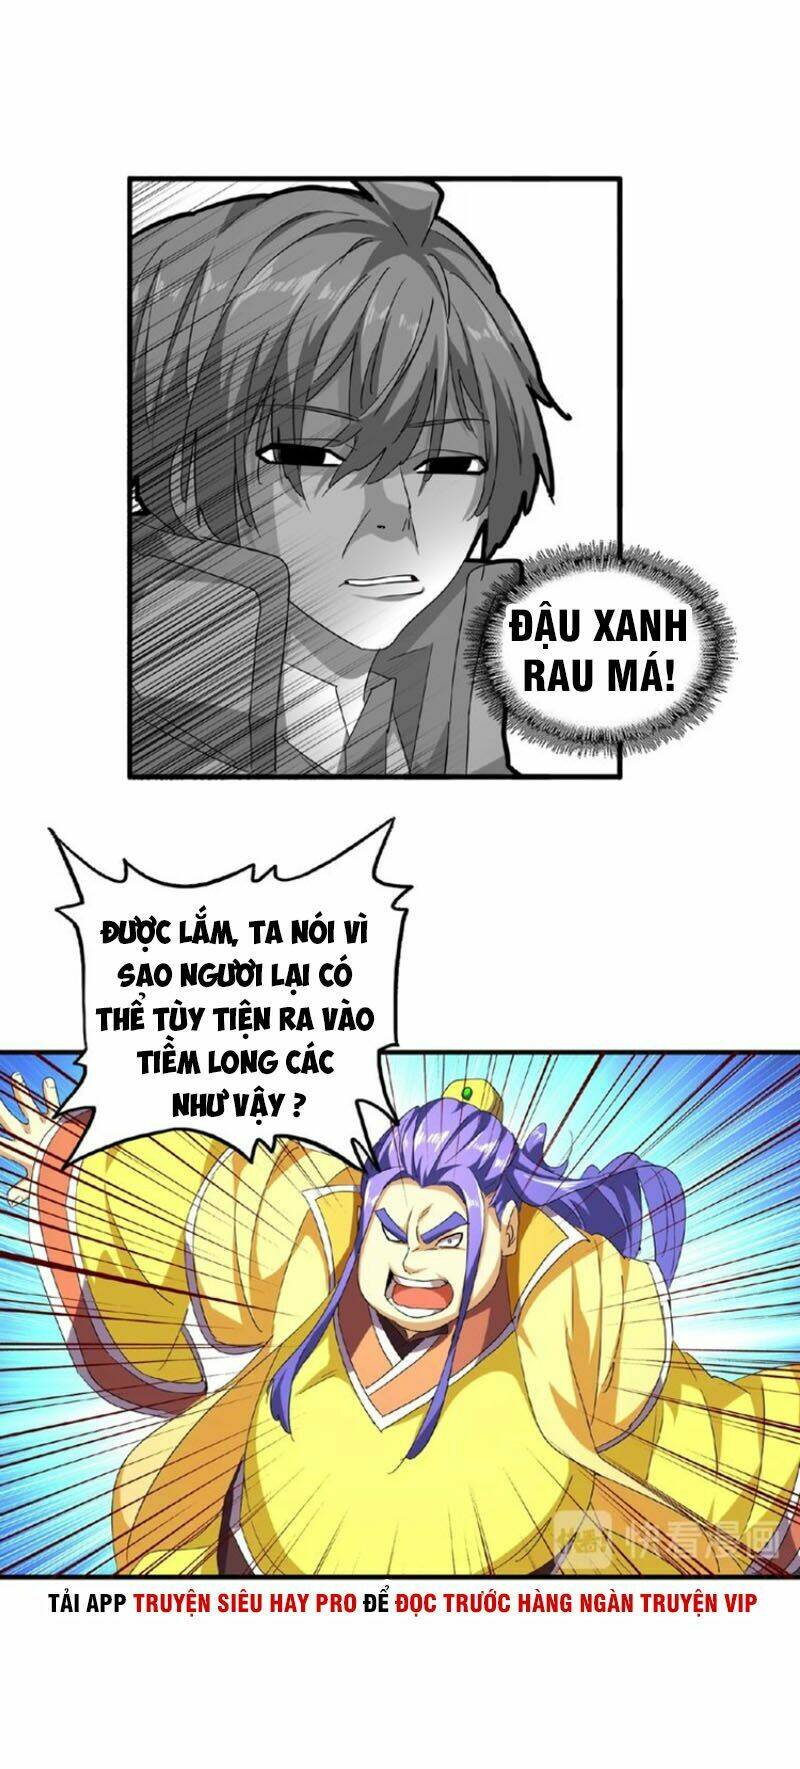 ĐẬU XANH
RAU MÁ!
ĐƯỢC LẮM, TA NÓI VÌ
SAO NGƯƠI LẠI CÓ
THỂ TÙY TIỆN RA VÀO
TIỀM LONG CÁC
NHƯ VẬY ?
快看漫画
TẢI APP TRUYỆN SIÊU HAY PRO ĐỂ ĐỌC TRƯỚC HÀNG NGÀN TRUYỆN VIP